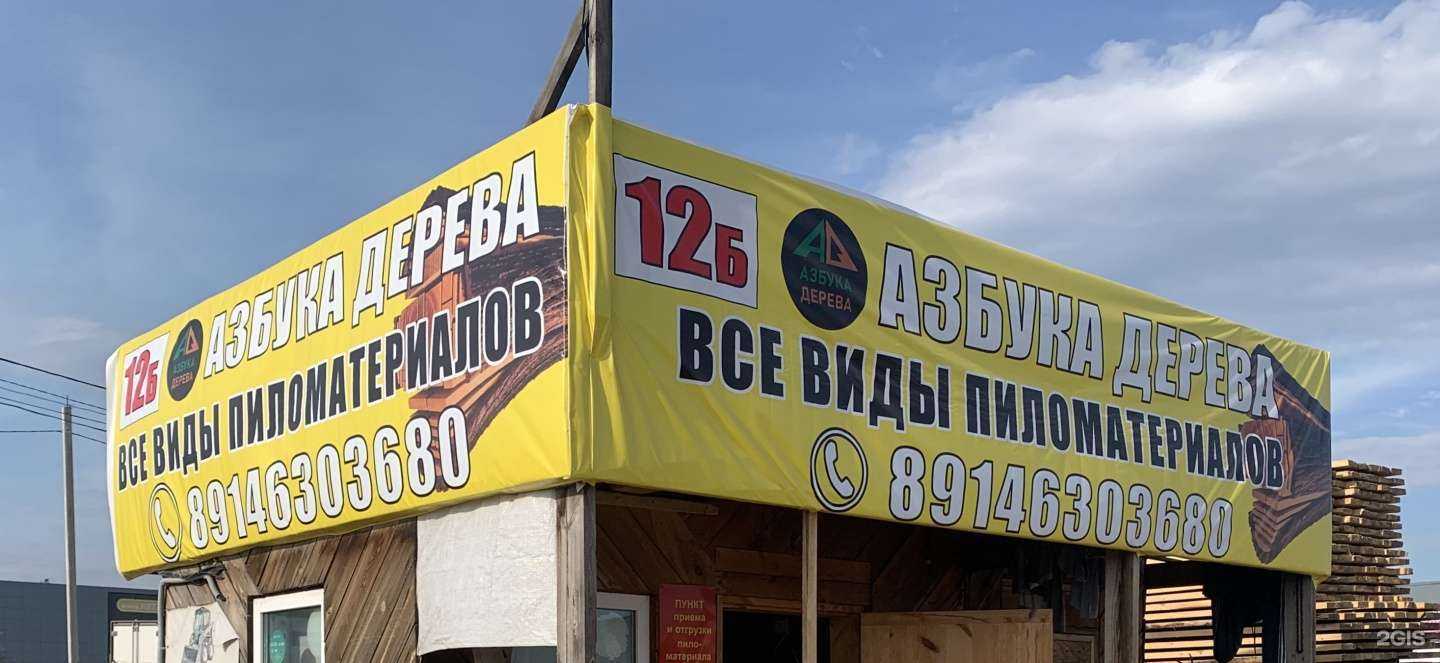 12Б
АЗБУКА
ДЕРЕВА
АЗБУКА ДЕРЕВА
ВСЕ ВИДЫ ПИЛОМАТЕРИАЛОВ
89146303680
12Б
АЗБУКА
ДЕРЕВА
АЗБУКА ДЕРЕВА
ВСЕ ВИДЫ ПИЛОМАТЕРИАЛОВ
89146303680
ПУНКТ
приема
и отгрузки
пило-
материала
2GIS